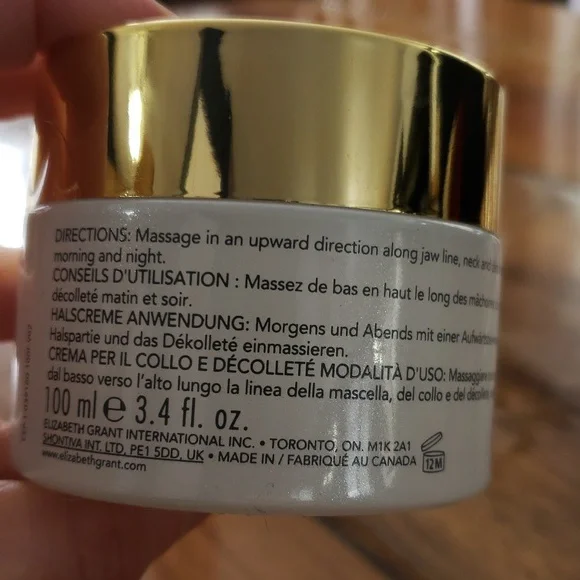 DIRECTIONS: Massage in an upward direction along jaw line, neck and
morning and night.
CONSEILS D'UTILISATION : Massez de bas en haut le long des
décolleté matin et soir.
HALSCREME ANWENDUNG: Morgens und Abends mit einer
Halspartie und das Dékolleté einmassieren.
CREMA PER IL COLLO E DÉCOLLETÉ MODALITÀ D'USO:
dal basso verso l'alto lungo la linea della mascella, del collo e del
100 ml e 3.4 fl. oz.
ELIZABETH GRANT INTERNATIONAL INC. • TORONTO, ON. M1K 2A1
SHONTIVA INT. LTD, PE1 5DD, UK • MADE IN / FABRIQUÉ AU CANADA
12M
www.elizabethgrant.com